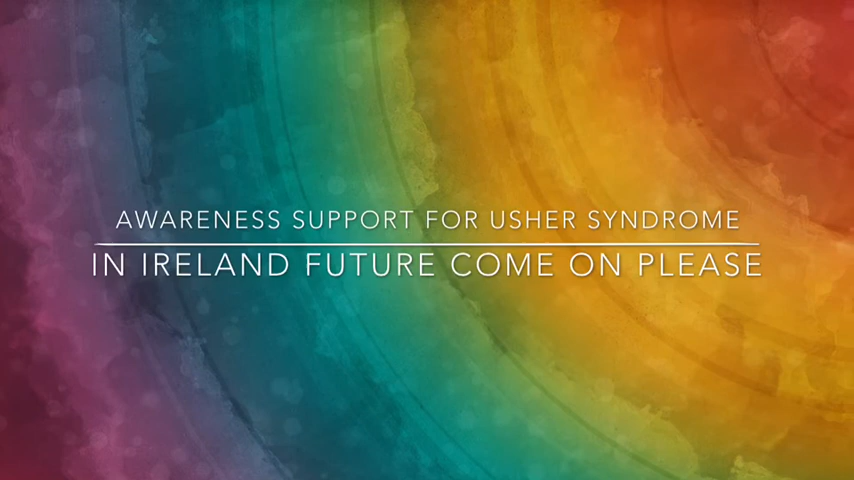 AWARENESS SUPPORT FOR USHER SYNDROME
IN IRELAND FUTURE COME ON PLEASE